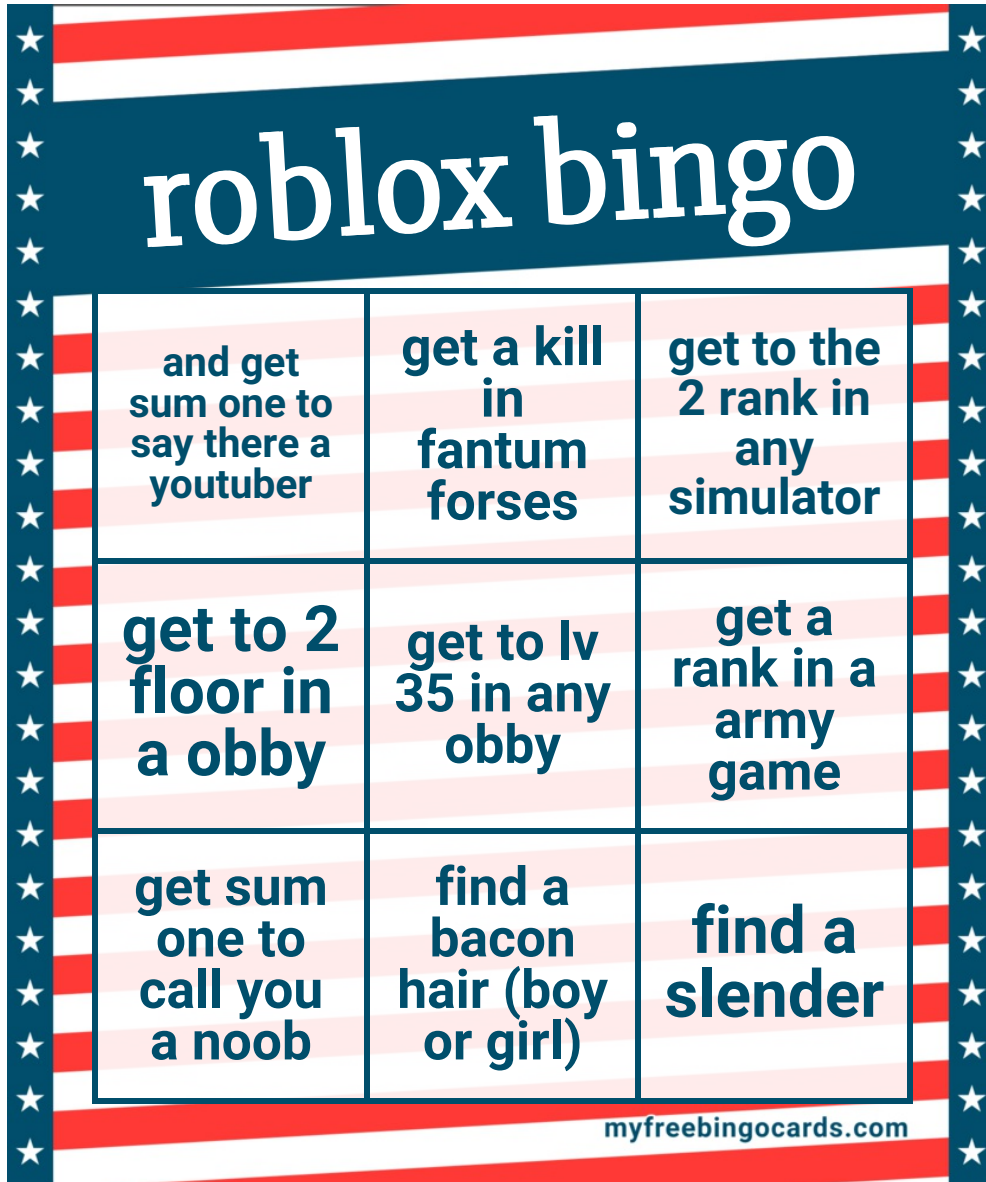 roblox bingo
and get
sum one to
say there a
youtuber
get a kill
in
fantum
forses
get to the
2 rank in
any
simulator
get to 2
floor in
a obby
get to lv
35 in any
obby
get a
rank in a
army
game
get sum
one to
call you
a noob
find a
bacon
hair (boy
or girl)
find a
slender
myfreebingocards.com